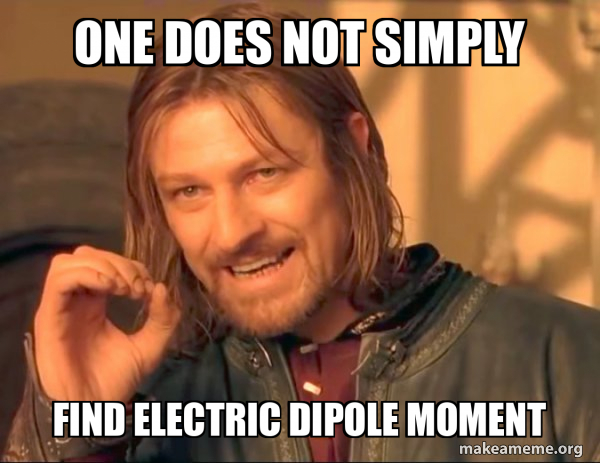 ONE DOES NOT SIMPLY
FIND ELECTRIC DIPOLE MOMENT
makeameme.org